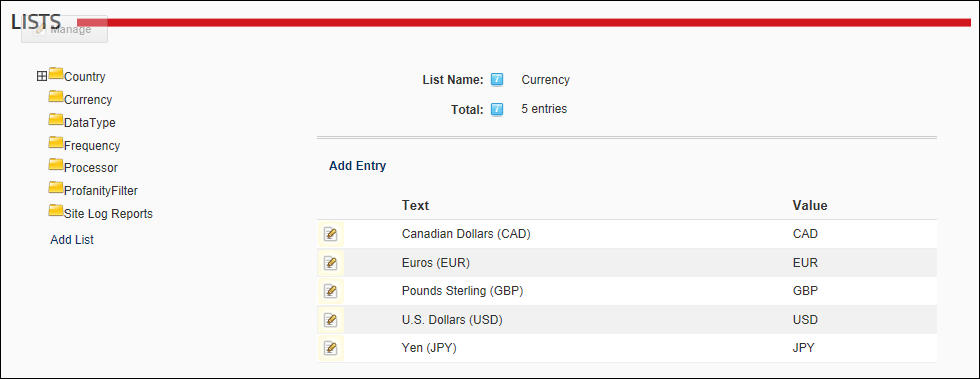 LISTS
Manage
Country
Currency
DataType
Frequency
Processor
ProfanityFilter
Site Log Reports
Add List
List Name: Currency
Total: 5 entries
Add Entry
Text Value
Canadian Dollars (CAD) CAD
Euros (EUR) EUR
Pounds Sterling (GBP) GBP
U.S. Dollars (USD) USD
Yen (JPY) JPY